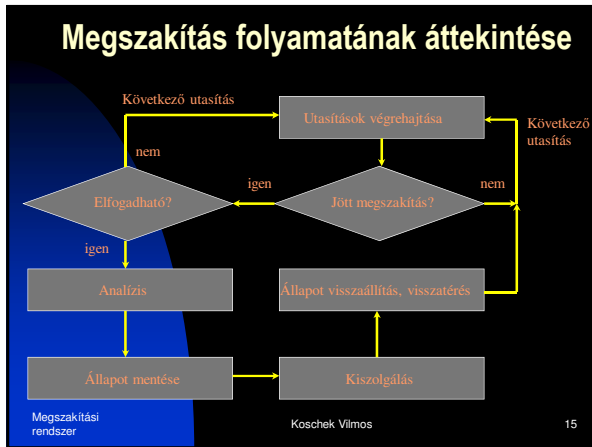 Megszakítás folyamatának áttekintése
Következő utasítás
Utasítások végrehajtása
Következő
utasítás
nem
igen
nem
Elfogadható?
Jött megszakítás?
igen
Analízis
Állapot visszaállítás, visszatérés
Állapot mentése
Kiszolgálás
Megszakítási
rendszer
Koschek Vilmos
15